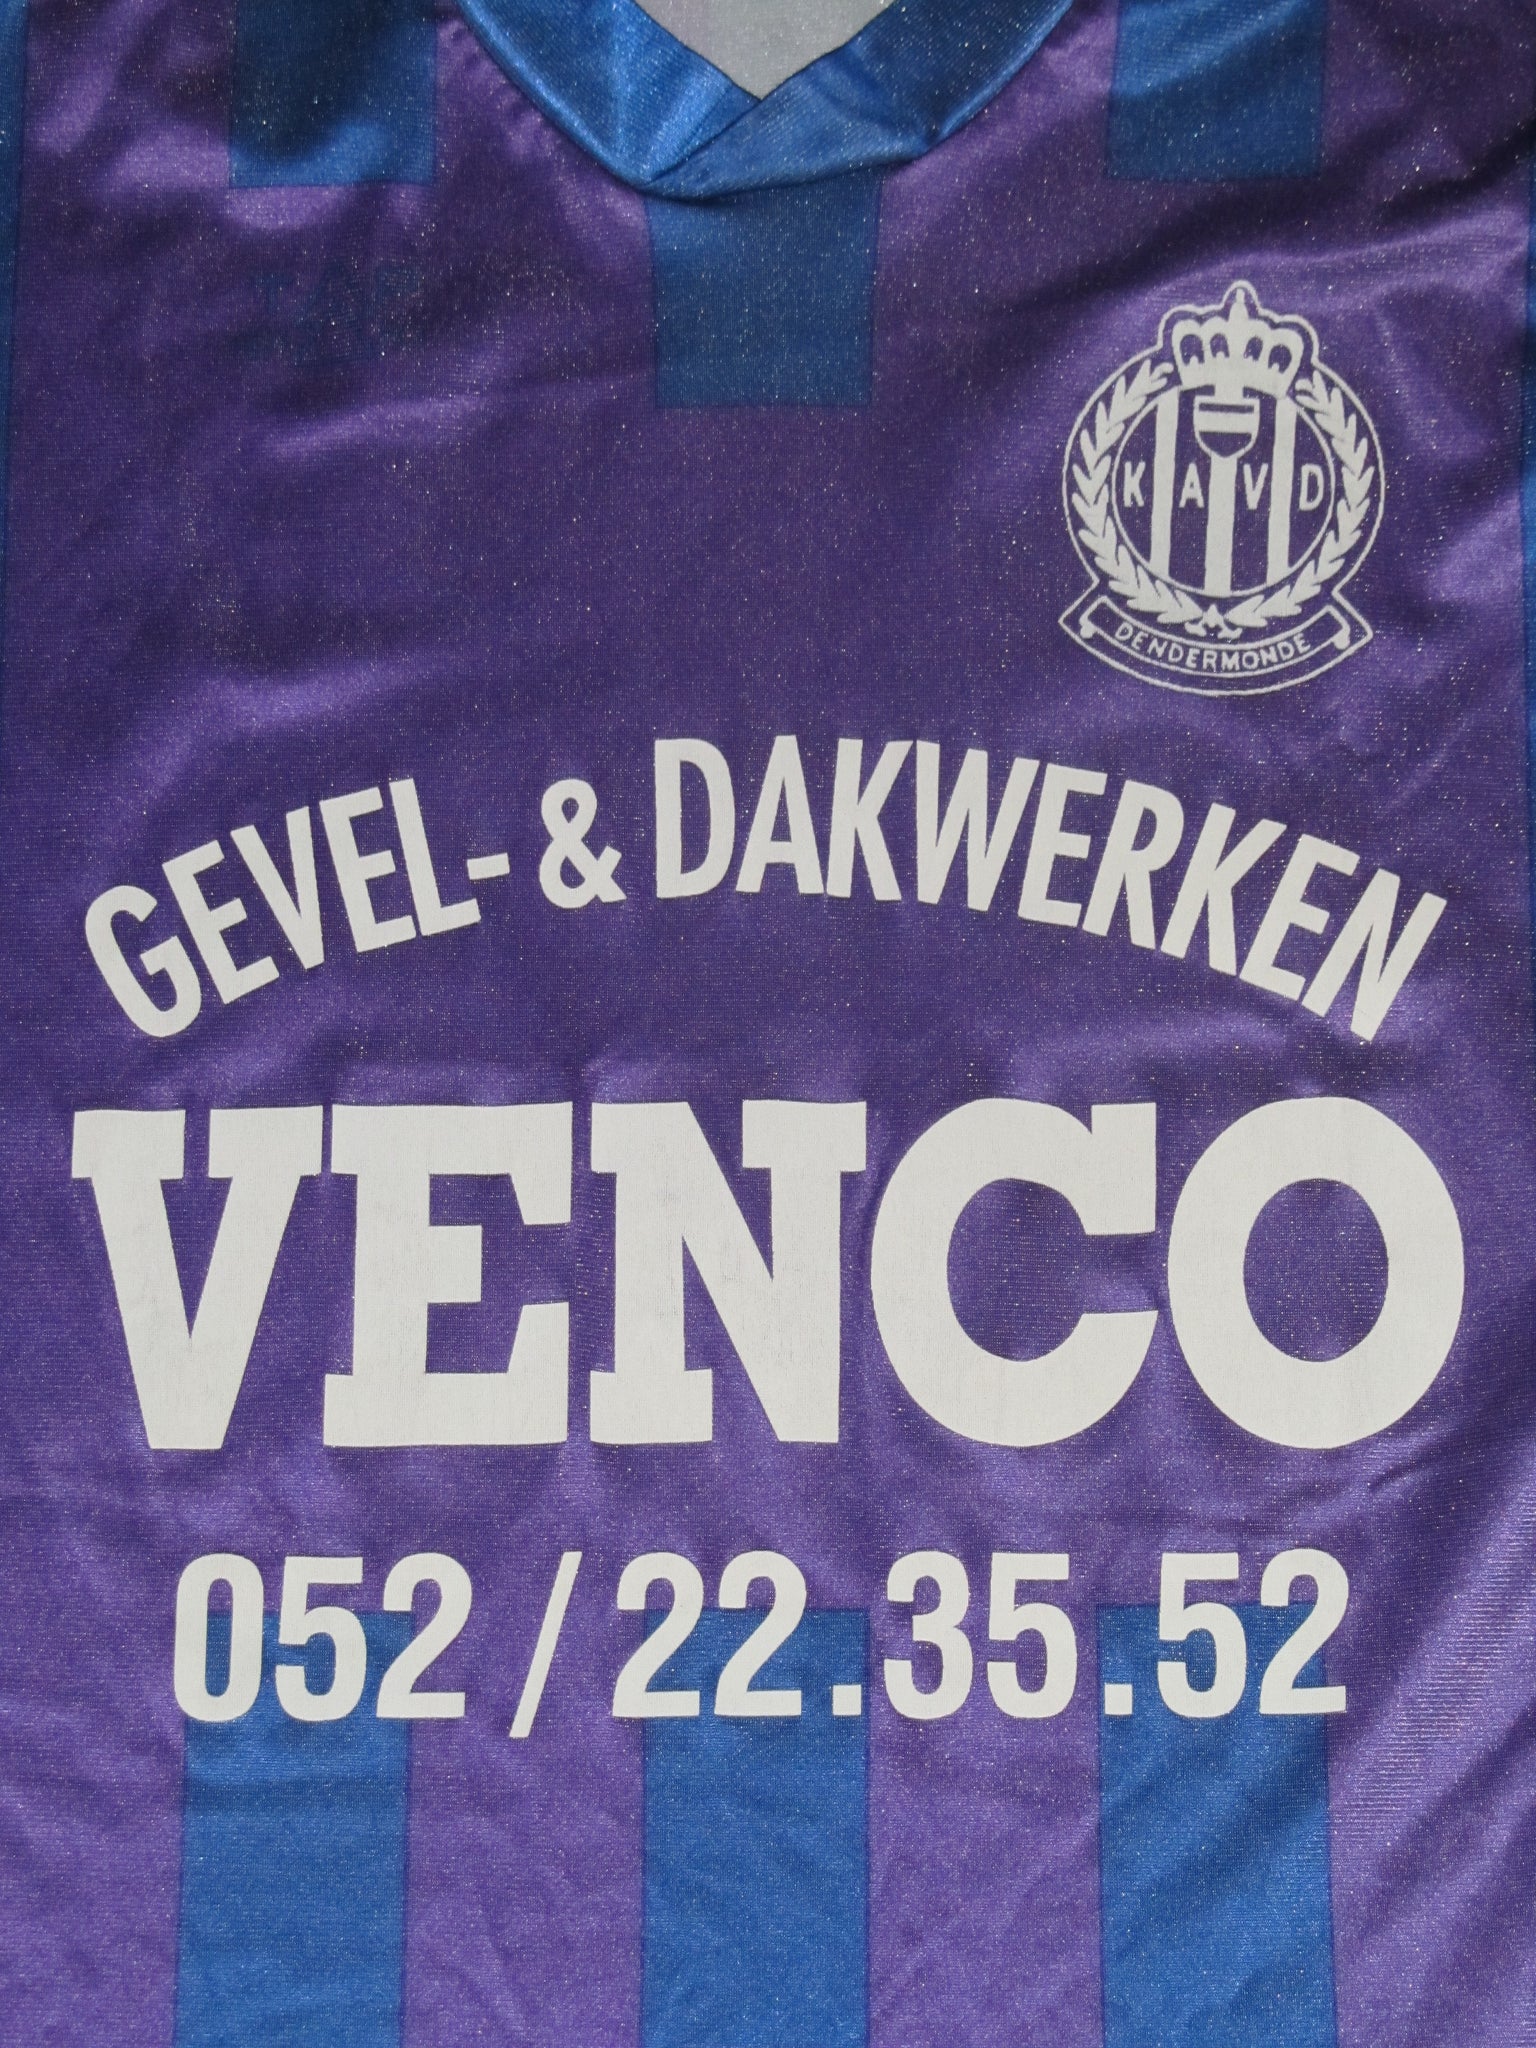 K A V D
DENDERMONDE
GEVEL- & DAKWERKEN
VENCO
052 / 22.35.52